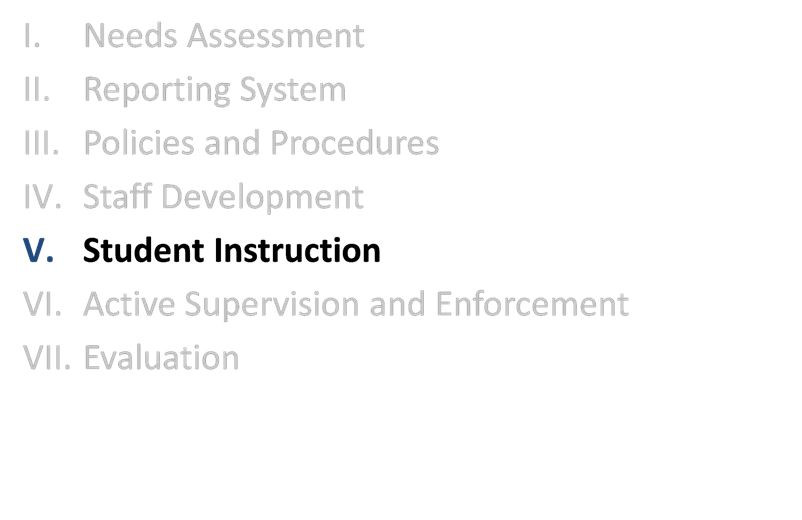 I. Needs Assessment
II. Reporting System
III. Policies and Procedures
IV. Staff Development
V. Student Instruction
VI. Active Supervision and Enforcement
VII. Evaluation